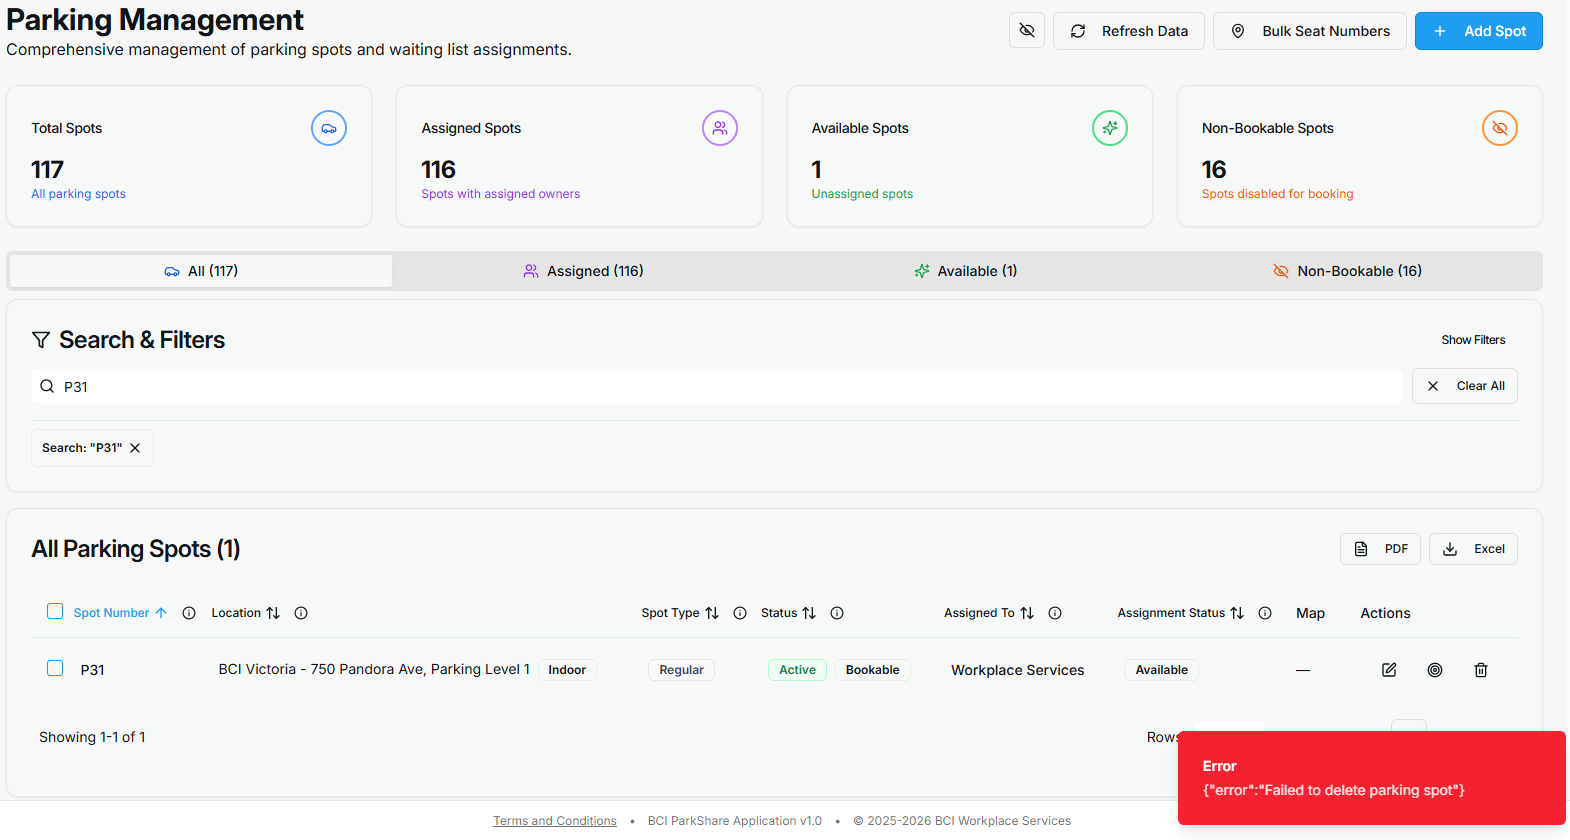 Parking Management
Comprehensive management of parking spots and waiting list assignments.
Refresh Data
Bulk Seat Numbers
Add Spot
Total Spots
117
All parking spots
Assigned Spots
116
Spots with assigned owners
Available Spots
1
Unassigned spots
Non-Bookable Spots
16
Spots disabled for booking
All (117)
Assigned (116)
Available (1)
Non-Bookable (16)
Search & Filters
Show Filters
P31
Clear All
Search: "P31"
All Parking Spots (1)
PDF
Excel
Spot Number Location Spot Type Status Assigned To Assignment Status Map Actions
P31 BCI Victoria - 750 Pandora Ave, Parking Level 1 Indoor Regular Active Bookable Workplace Services Available —
Showing 1-1 of 1
Rows
Error
{"error":"Failed to delete parking spot"}
Terms and Conditions • BCI ParkShare Application v1.0 • © 2025-2026 BCI Workplace Services